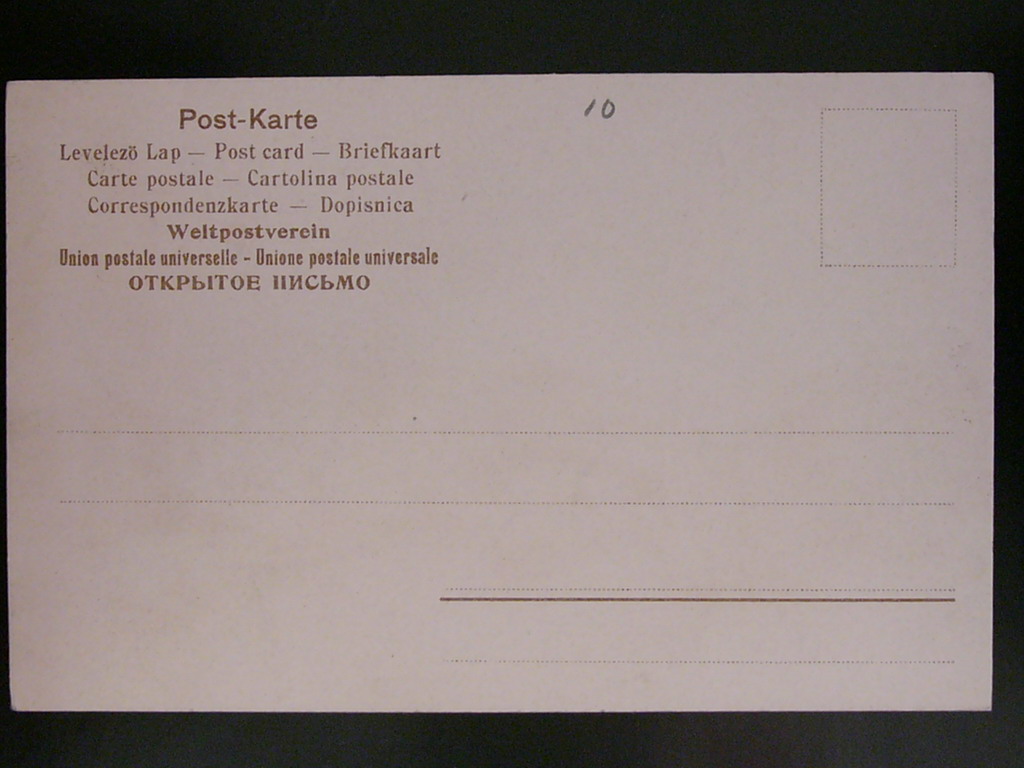 10
Post-Karte
Levelezö Lap — Post card — Briefkaart
Carte postale — Cartolina postale
Correspondenzkarte — Dopisnica
Weltpostverein
Union postale universelle - Unione postale universale
ОТКРЫТОЕ ПИСЬМО